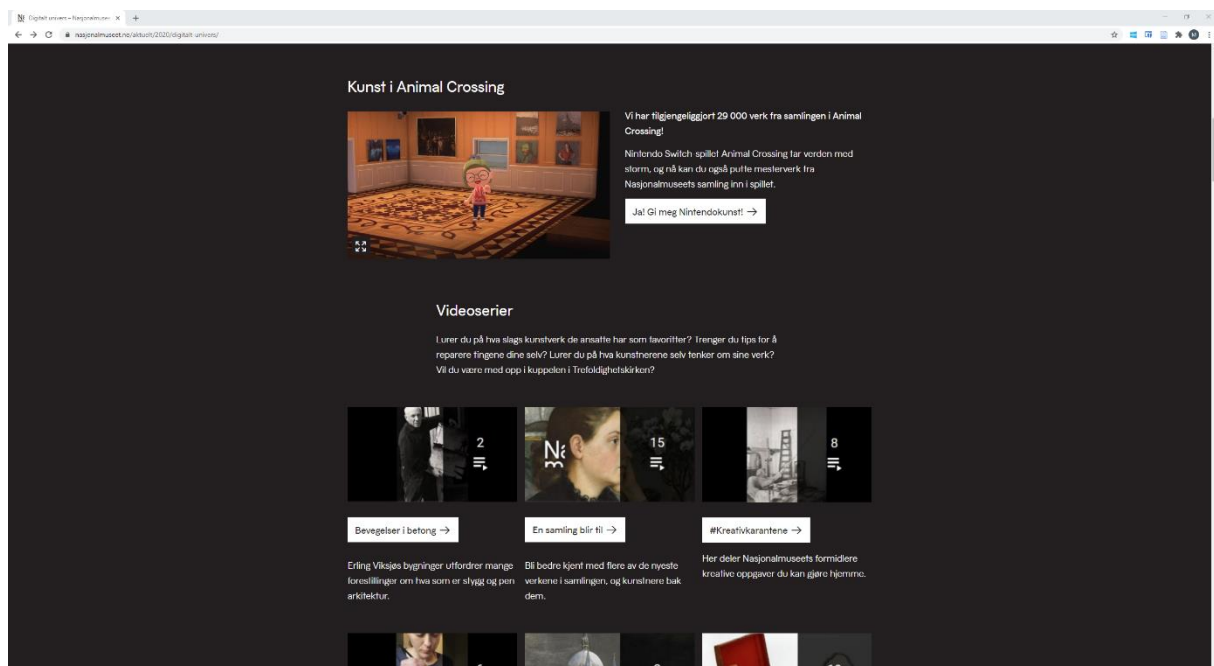 Digitalt univers – Nasjonalmuse
nasjonalmuseet.no/aktuelt/2020/digitalt-univers/
Kunst i Animal Crossing
Vi har tilgjengeliggjort 29 000 verk fra samlingen i Animal
Crossing!
Nintendo Switch-spillet Animal Crossing tar verden med
storm, og nå kan du også putte mesterverk fra
Nasjonalmuseets samling inn i spillet.
Ja! Gi meg Nintendokunst! →
Videoserier
Lurer du på hva slags kunstverk de ansatte har som favoritter? Trenger du tips for å
reparere tingene dine selv? Lurer du på hva kunstnerene selv tenker om sine verk?
Vil du være med opp i kuppelen i Trefoldighetskirken?
2
15
8
Bevegelser i betong →
En samling blir til →
#Kreativkarantene →
Erling Viksjøs bygninger utfordrer mange
forestillinger om hva som er stygg og pen
arkitektur.
Bli bedre kjent med flere av de nyeste
verkene i samlingen, og kunstnere bak
dem.
Her deler Nasjonalmuseets formidlere
kreative oppgaver du kan gjøre hjemme.